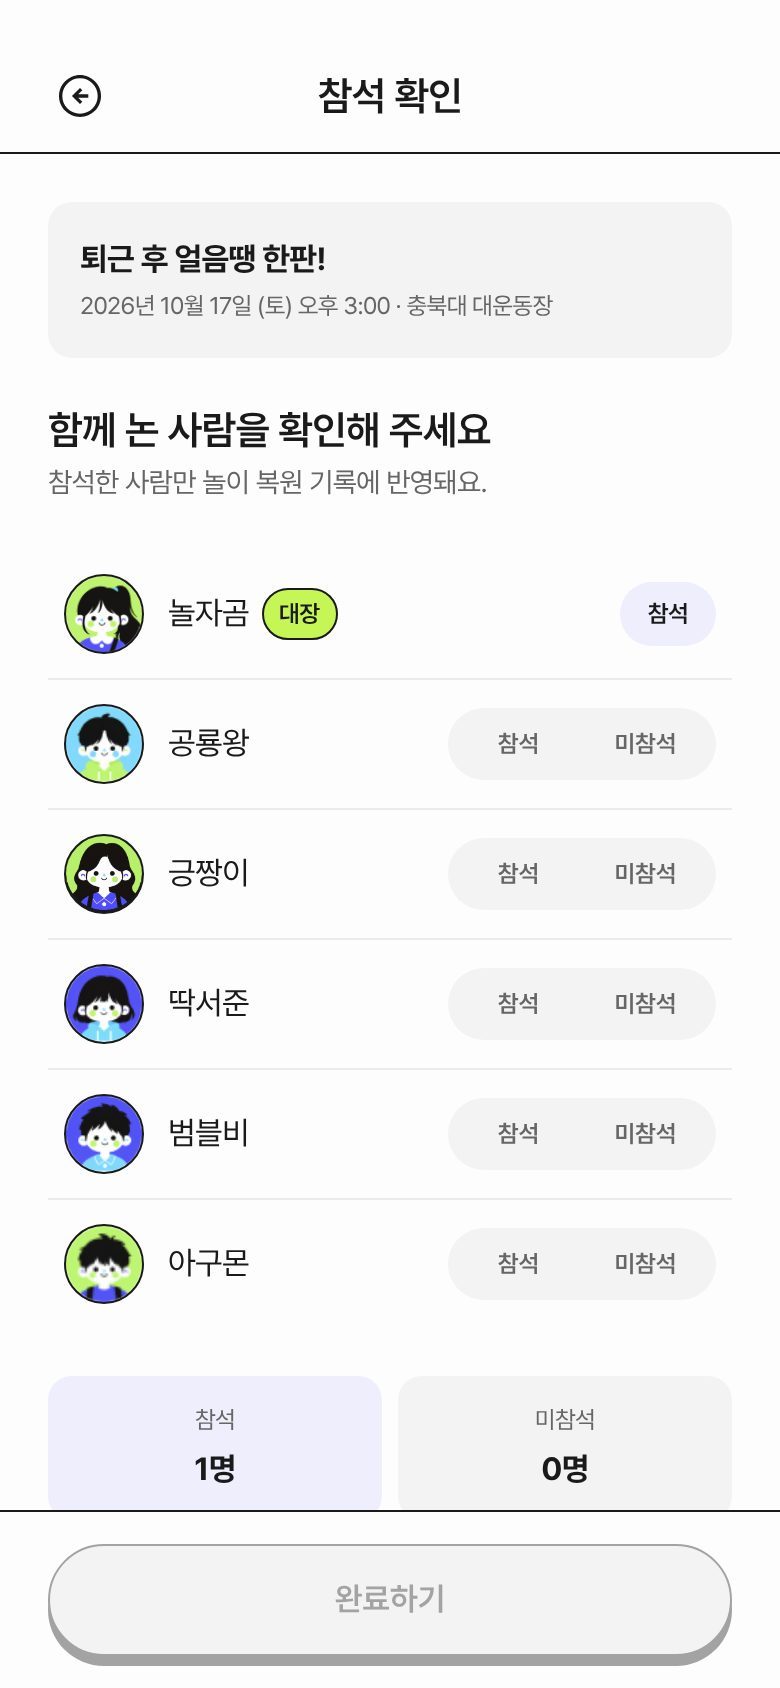 참석 확인
퇴근 후 얼음땡 한판!
2026년 10월 17일 (토) 오후 3:00 · 충북대 대운동장
함께 논 사람을 확인해 주세요
참석한 사람만 놀이 복원 기록에 반영돼요.
놀자곰 대장 참석
공룡왕 참석 미참석
긍짱이 참석 미참석
딱서준 참석 미참석
범블비 참석 미참석
아구몬 참석 미참석
참석 미참석
1명 0명
완료하기